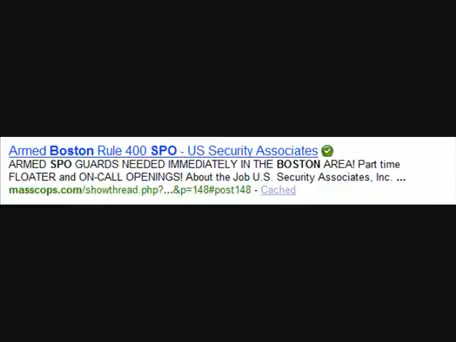 Armed Boston Rule 400 SPO - US Security Associates
ARMED SPO GUARDS NEEDED IMMEDIATELY IN THE BOSTON AREA! Part time
FLOATER and ON-CALL OPENINGS! About the Job U.S. Security Associates, Inc. ...
masscops.com/showthread.php?...&p=148#post148 - Cached